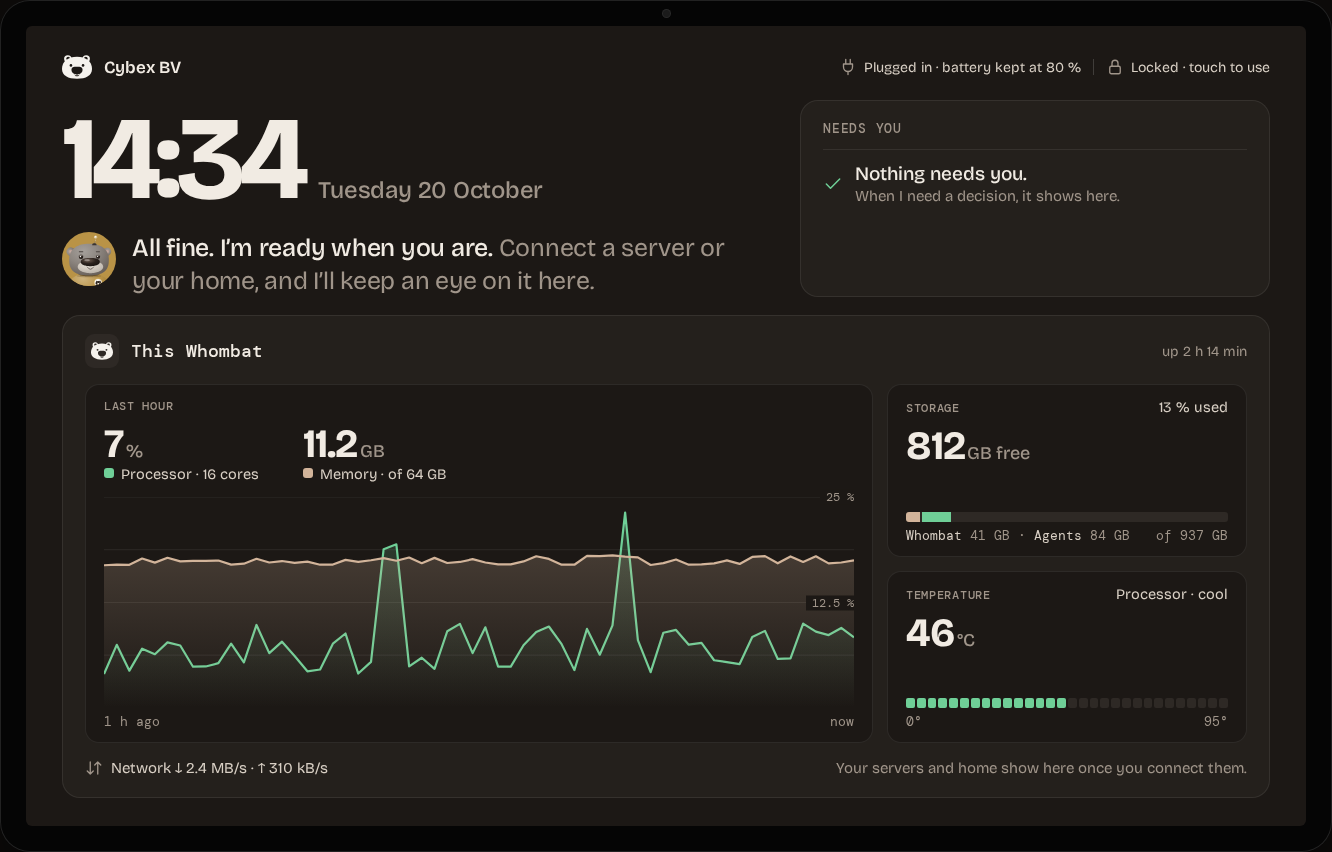 Cybex BV
Plugged in · battery kept at 80 %
Locked · touch to use
14:34
Tuesday 20 October
All fine. I'm ready when you are. Connect a server or
your home, and I'll keep an eye on it here.
NEEDS YOU
Nothing needs you.
When I need a decision, it shows here.
This Whombat
up 2 h 14 min
LAST HOUR
7 %
11.2 GB
Processor · 16 cores
Memory · of 64 GB
25 %
12.5 %
1 h ago
now
STORAGE
13 % used
812 GB free
Whombat 41 GB · Agents 84 GB
of 937 GB
TEMPERATURE
Processor · cool
46 °C
0°
95°
Network ↓ 2.4 MB/s · ↑ 310 kB/s
Your servers and home show here once you connect them.